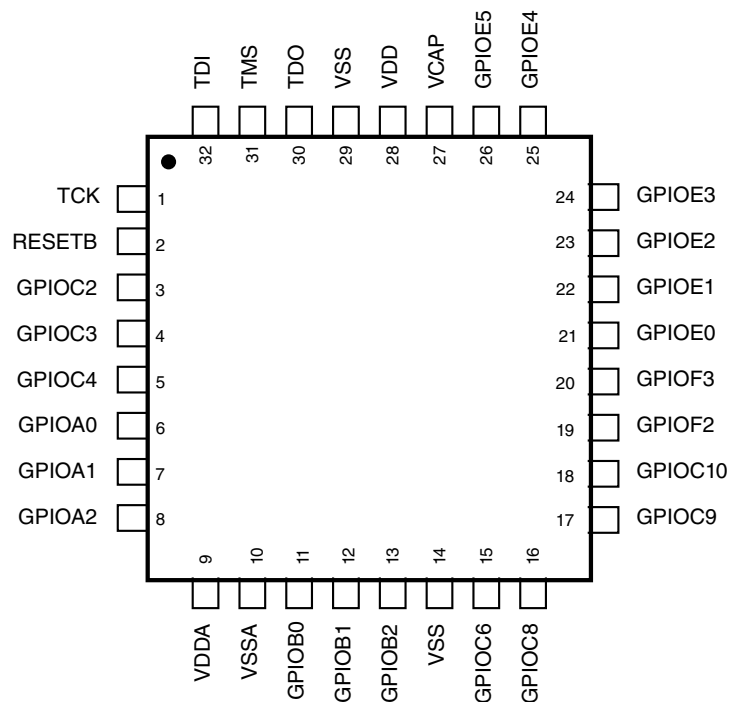 TDI
TMS
TDO
VSS
VDD
VCAP
GPIOE5
GPIOE4
32
31
30
29
28
27
26
25
TCK 1
RESETB 2
GPIOC2 3
GPIOC3 4
GPIOC4 5
GPIOA0 6
GPIOA1 7
GPIOA2 8
24 GPIOE3
23 GPIOE2
22 GPIOE1
21 GPIOE0
20 GPIOF3
19 GPIOF2
18 GPIOC10
17 GPIOC9
9
10
11
12
13
14
15
16
VDDA
VSSA
GPIOB0
GPIOB1
GPIOB2
VSS
GPIOC6
GPIOC8